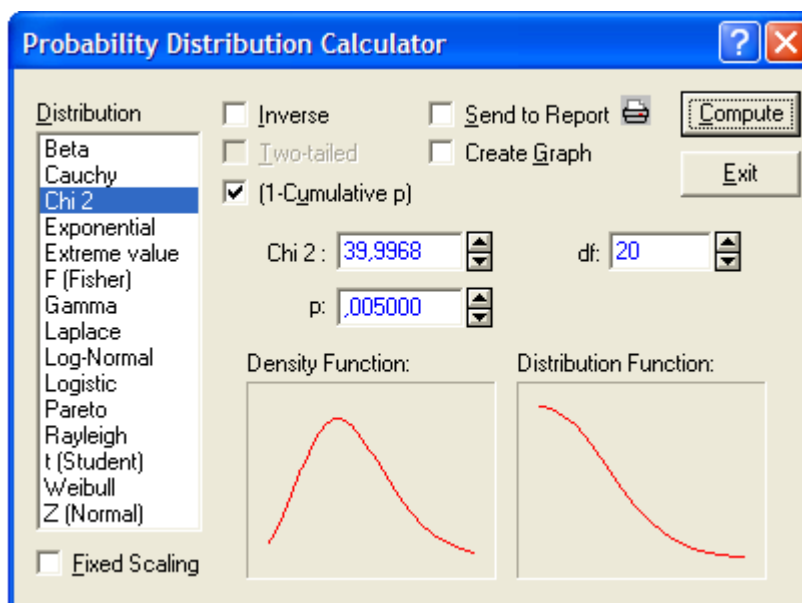 Probability Distribution Calculator
Distribution
Beta
Cauchy
Chi 2
Exponential
Extreme value
F (Fisher)
Gamma
Laplace
Log-Normal
Logistic
Pareto
Rayleigh
t (Student)
Weibull
Z (Normal)
Fixed Scaling
Inverse
Two-tailed
(1-Cumulative p)
Send to Report
Create Graph
Compute
Exit
Chi 2 : 39,9968
df: 20
p: ,005000
Density Function:
Distribution Function: